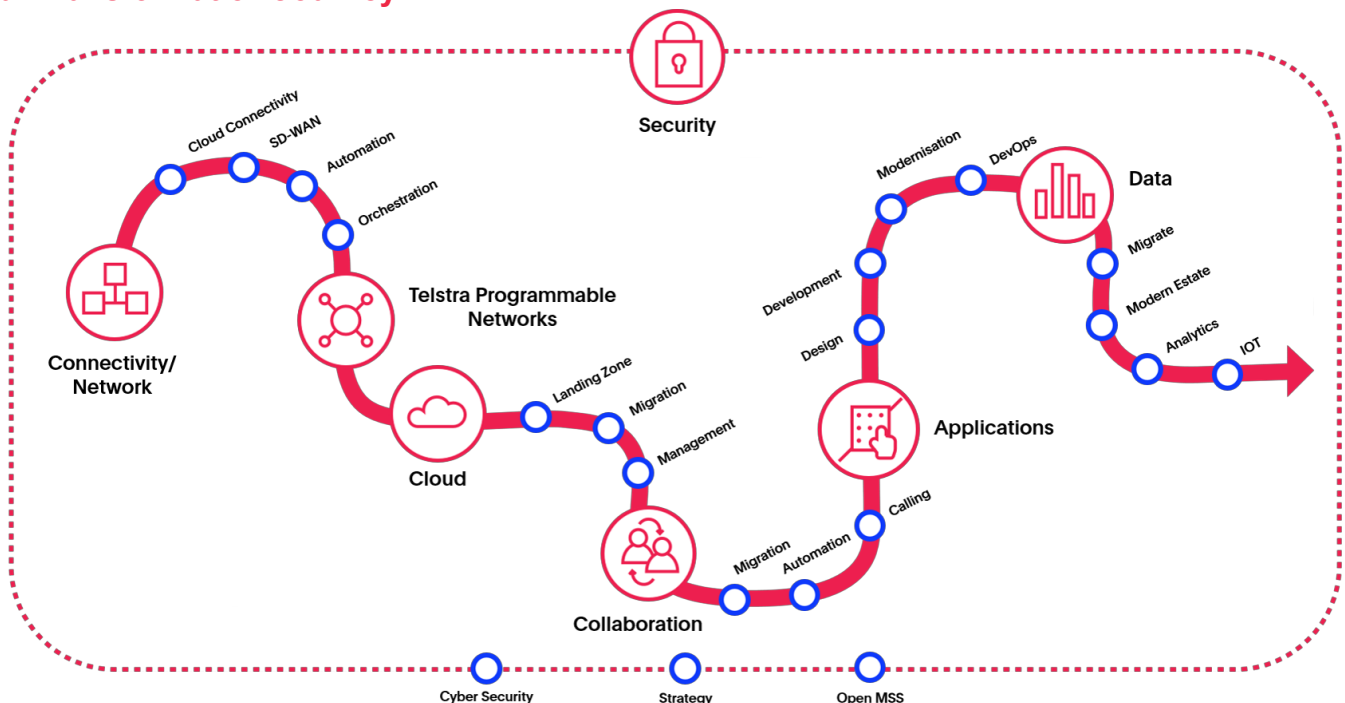 Security
Cloud Connectivity
SD-WAN
Automation
Orchestration
Connectivity/
Network
Telstra Programmable
Networks
Cloud
Landing Zone
Migration
Management
Collaboration
Migration
Automation
Calling
Applications
Design
Development
Modernisation
DevOps
Data
Migrate
Modern Estate
Analytics
IOT
Cyber Security
Strategy
Open MSS